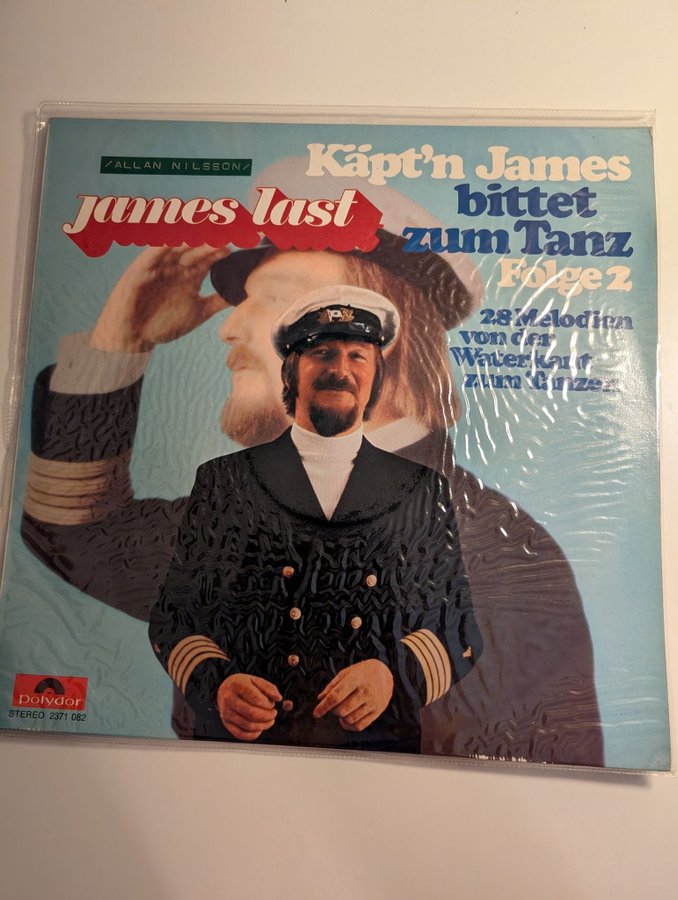 /ALLAN NILSSON/
james last
Käpt'n James
bittet
zum Tanz
Folge 2
28 Melodien
von der
Waterkant
zum Tanzen
polydor
STEREO 2371 082